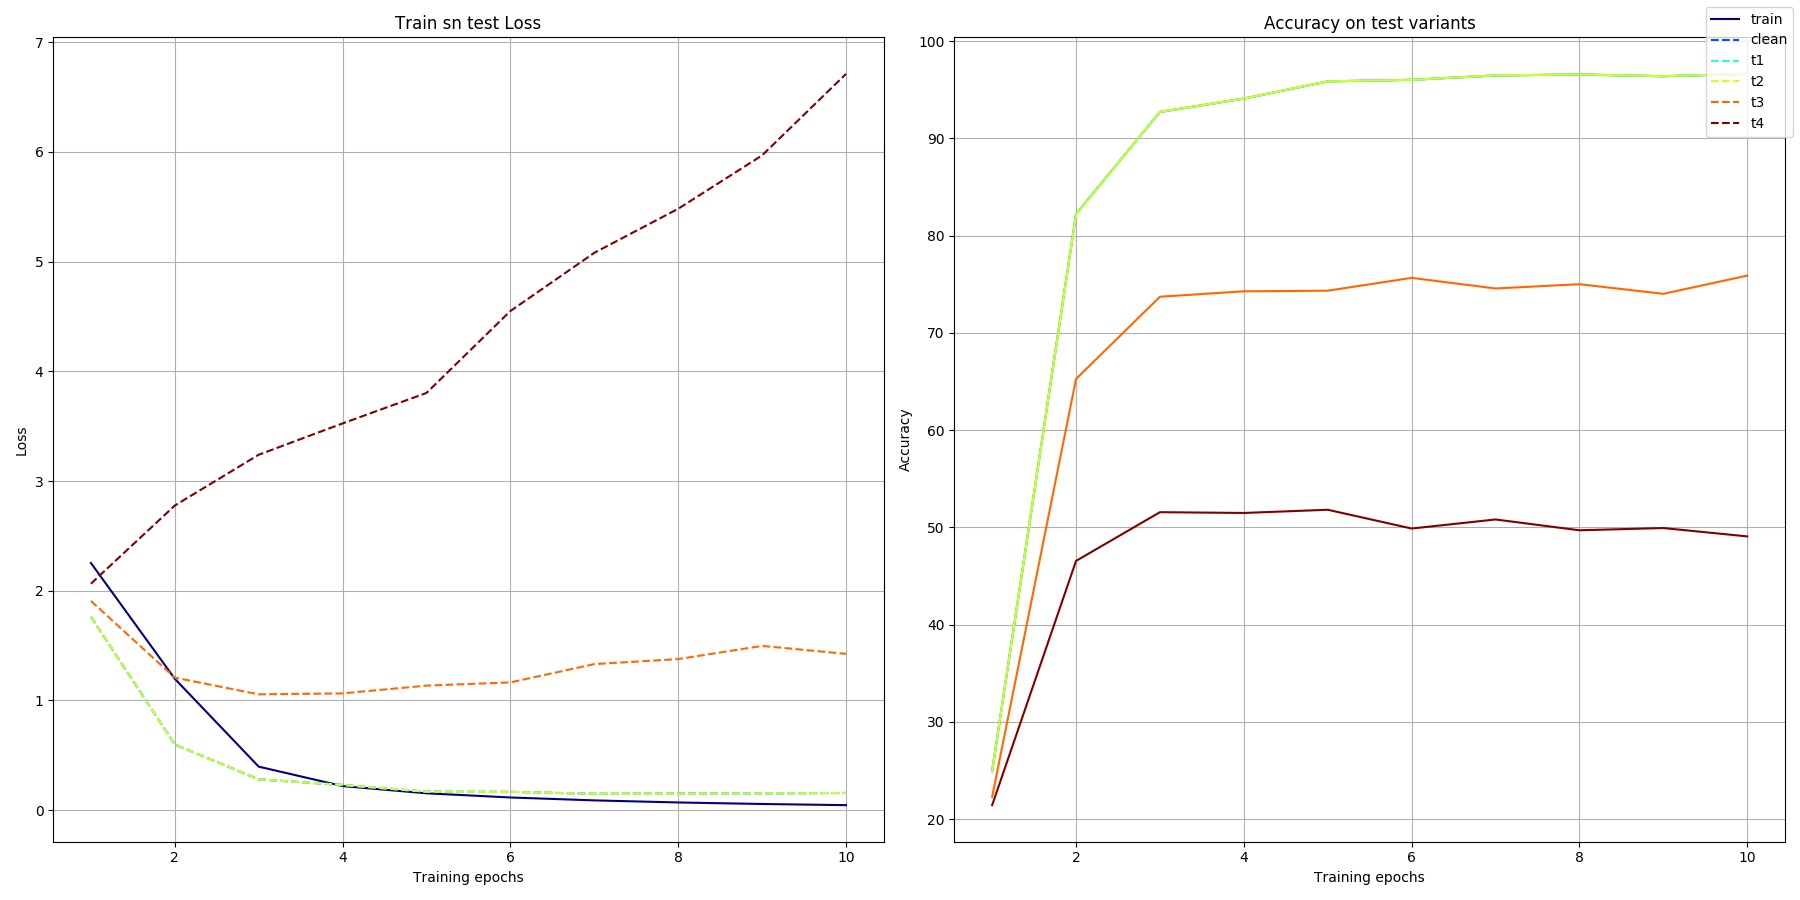 Train sn test Loss
7
6
5
4
3
2
1
0
Loss
2 4 6 8 10
Training epochs
Accuracy on test variants
100
90
80
70
60
50
40
30
20
Accuracy
2 4 6 8 10
Training epochs
train
clean
t1
t2
t3
t4